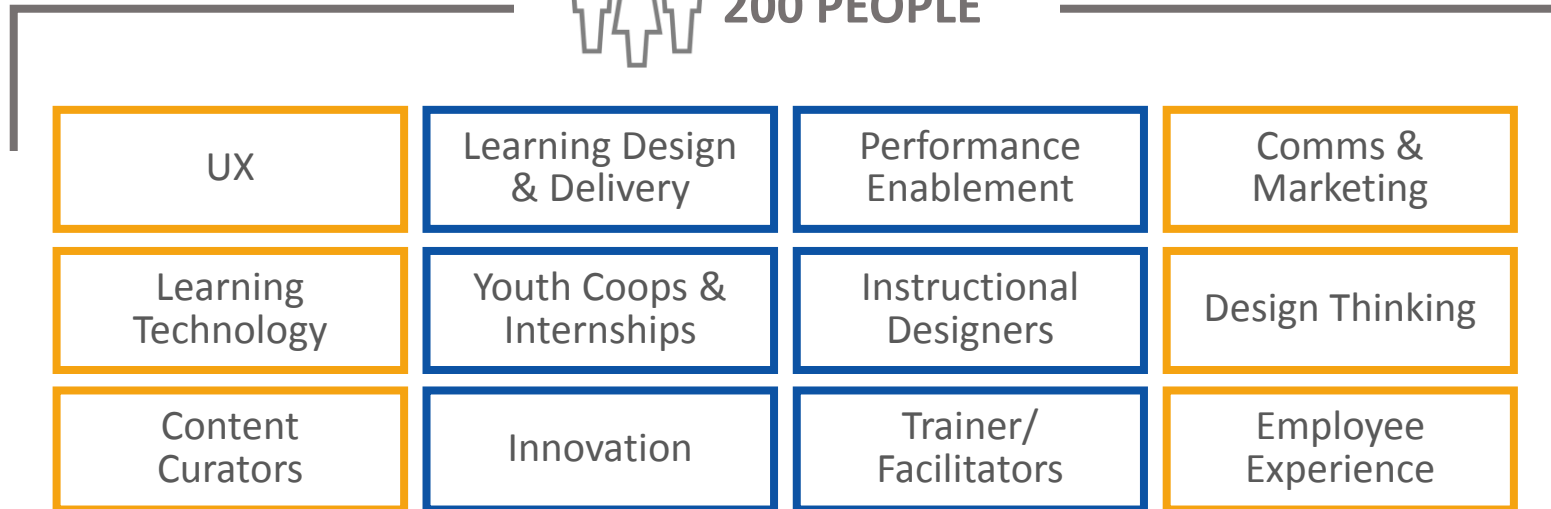 200 PEOPLE
UX
Learning Design
& Delivery
Performance
Enablement
Comms &
Marketing
Learning
Technology
Youth Coops &
Internships
Instructional
Designers
Design Thinking
Content
Curators
Innovation
Trainer/
Facilitators
Employee
Experience